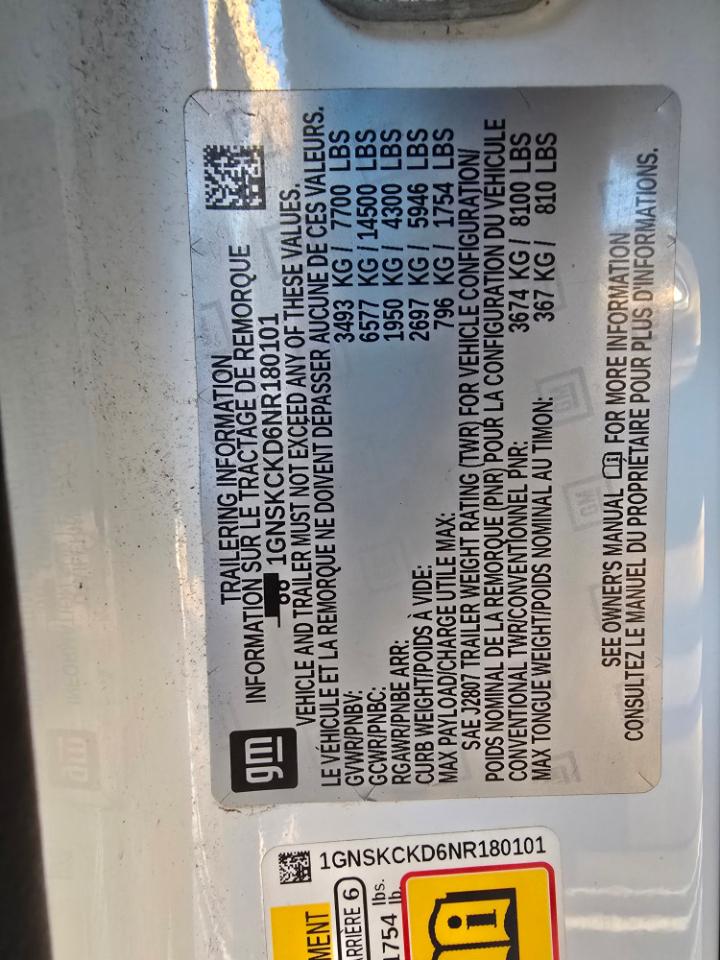 gm
TRAILERING INFORMATION
INFORMATION SUR LE TRACTAGE DE REMORQUE
1GNSKCKD6NR180101
VEHICLE AND TRAILER MUST NOT EXCEED ANY OF THESE VALUES.
LE VÉHICULE ET LA REMORQUE NE DOIVENT DÉPASSER AUCUNE DE CES VALEURS.
GVWR/PNBV: 3493 KG / 7700 LBS
GCWR/PNBC: 6577 KG / 14500 LBS
RGAWR/PNBE ARR: 1950 KG / 4300 LBS
CURB WEIGHT/POIDS À VIDE: 2697 KG / 5946 LBS
MAX PAYLOAD/CHARGE UTILE MAX: 796 KG / 1754 LBS
SAE J2807 TRAILER WEIGHT RATING (TWR) FOR VEHICLE CONFIGURATION/
POIDS NOMINAL DE LA REMORQUE (PNR) POUR LA CONFIGURATION DU VÉHICULE
CONVENTIONAL TWR/CONVENTIONNEL PNR: 3674 KG / 8100 LBS
MAX TONGUE WEIGHT/POIDS NOMINAL AU TIMON: 367 KG / 810 LBS
SEE OWNER'S MANUAL FOR MORE INFORMATION
CONSULTEZ LE MANUEL DU PROPRIÉTAIRE POUR PLUS D'INFORMATIONS.
1GNSKCKD6NR180101
MENT
ARRIÈRE 6
1754 lbs.